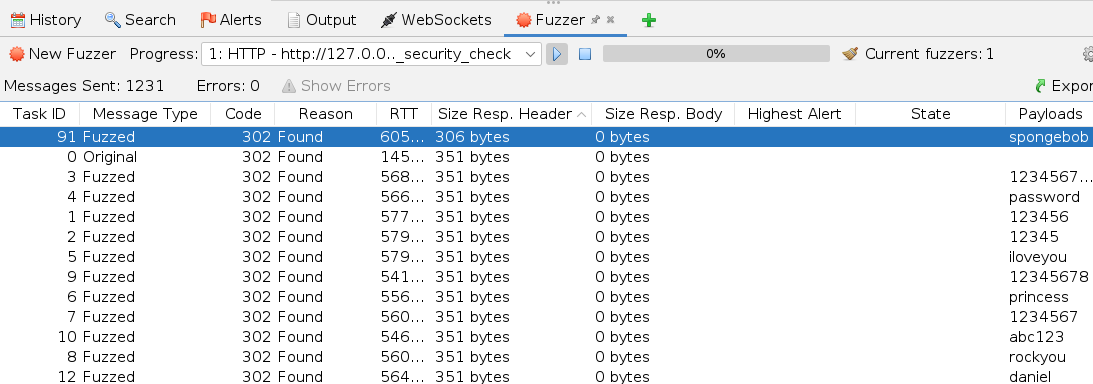 History Search Alerts Output WebSockets Fuzzer
New Fuzzer Progress: 1: HTTP - http://127.0.0.._security_check 0% Current fuzzers: 1
Messages Sent: 1231 Errors: 0 Show Errors Expor
Task ID Message Type Code Reason RTT Size Resp. Header Size Resp. Body Highest Alert State Payloads
91 Fuzzed 302 Found 605... 306 bytes 0 bytes spongebob
0 Original 302 Found 145... 351 bytes 0 bytes
3 Fuzzed 302 Found 568... 351 bytes 0 bytes 1234567...
4 Fuzzed 302 Found 566... 351 bytes 0 bytes password
1 Fuzzed 302 Found 577... 351 bytes 0 bytes 123456
2 Fuzzed 302 Found 579... 351 bytes 0 bytes 12345
5 Fuzzed 302 Found 579... 351 bytes 0 bytes iloveyou
9 Fuzzed 302 Found 541... 351 bytes 0 bytes 12345678
6 Fuzzed 302 Found 556... 351 bytes 0 bytes princess
7 Fuzzed 302 Found 560... 351 bytes 0 bytes 1234567
10 Fuzzed 302 Found 546... 351 bytes 0 bytes abc123
8 Fuzzed 302 Found 560... 351 bytes 0 bytes rockyou
12 Fuzzed 302 Found 564... 351 bytes 0 bytes daniel